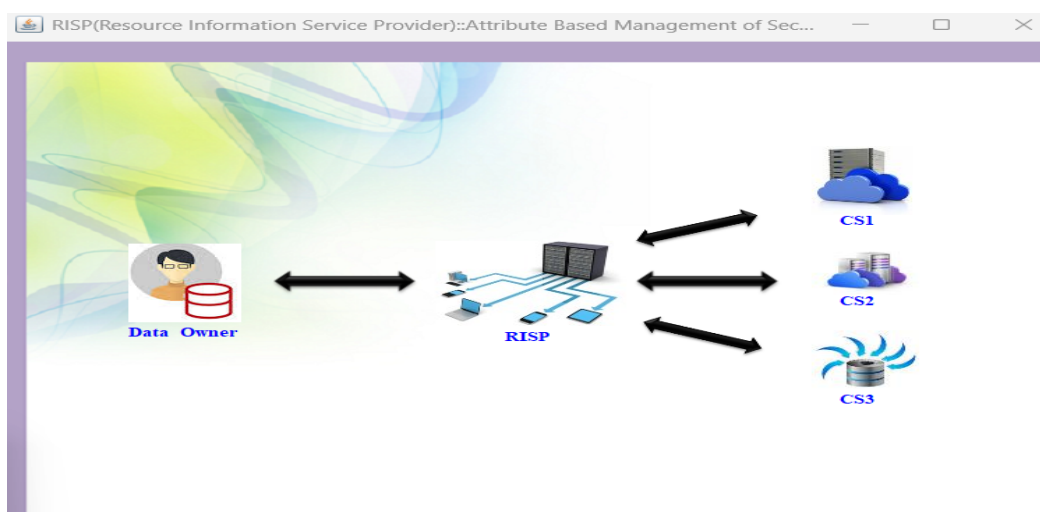 RISP(Resource Information Service Provider)::Attribute Based Management of Sec...
CS1
CS2
Data Owner
RISP
CS3